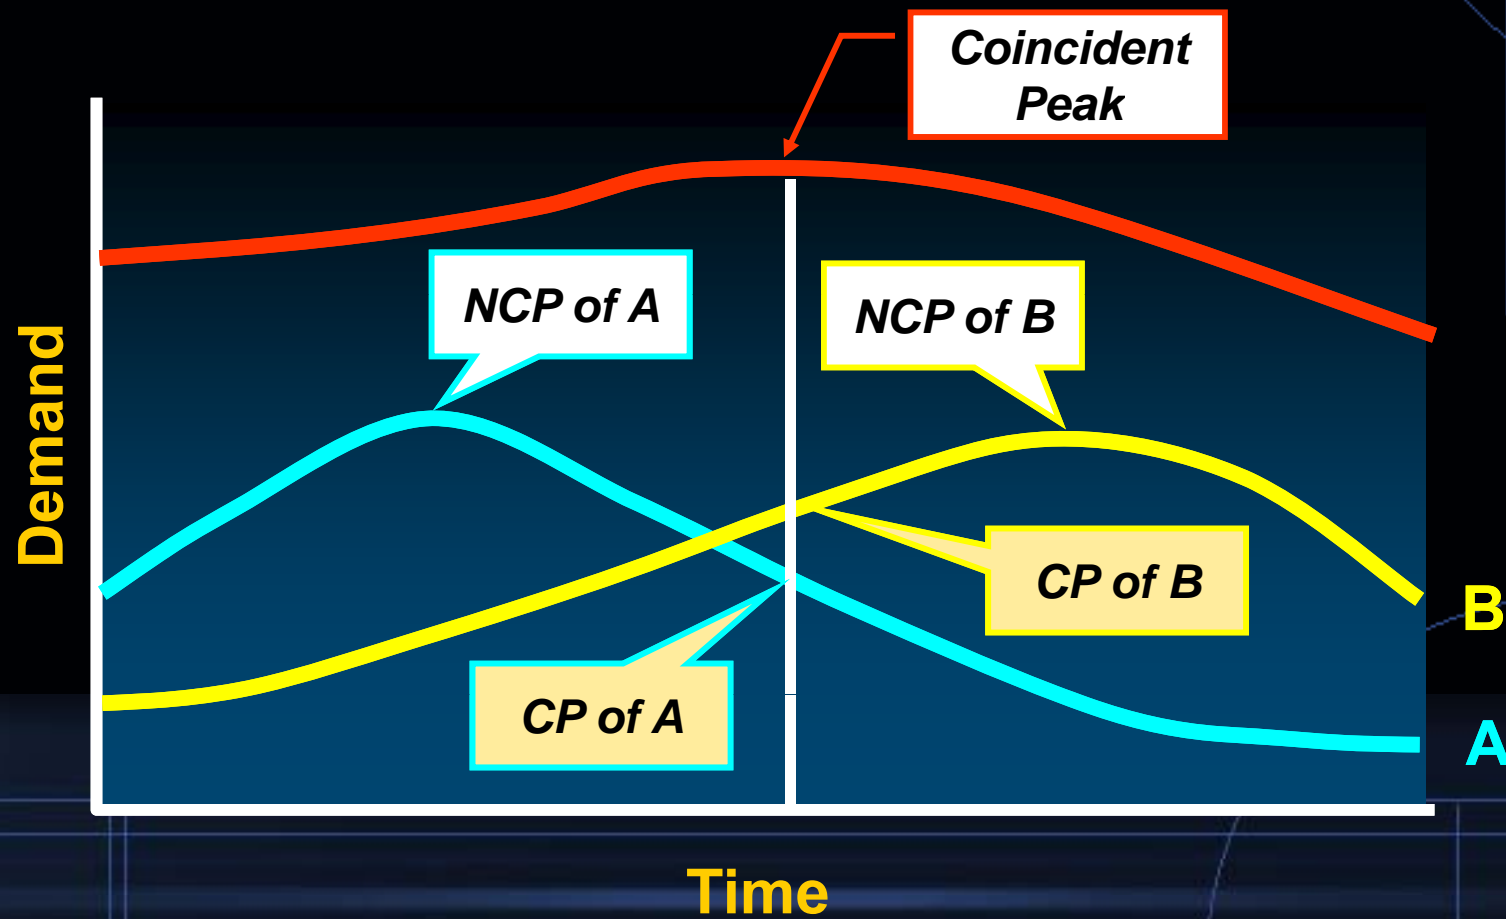 Coincident
Peak
NCP of A
NCP of B
Demand
CP of B
B
CP of A
A
Time